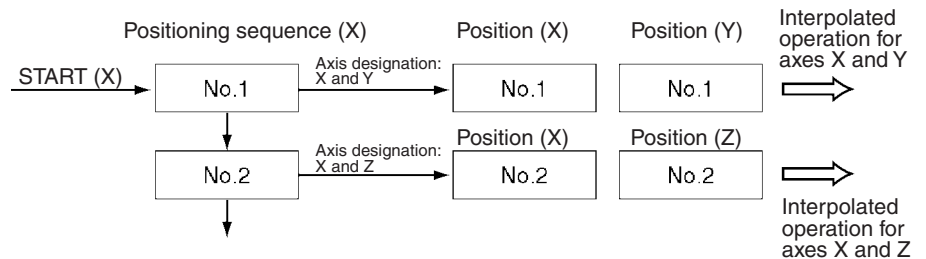 Positioning sequence (X)
Position (X)
Position (Y)
Interpolated
operation for
axes X and Y
START (X)
No.1
Axis designation:
X and Y
No.1
No.1
Position (X)
Position (Z)
No.2
Axis designation:
X and Z
No.2
No.2
Interpolated
operation for
axes X and Z